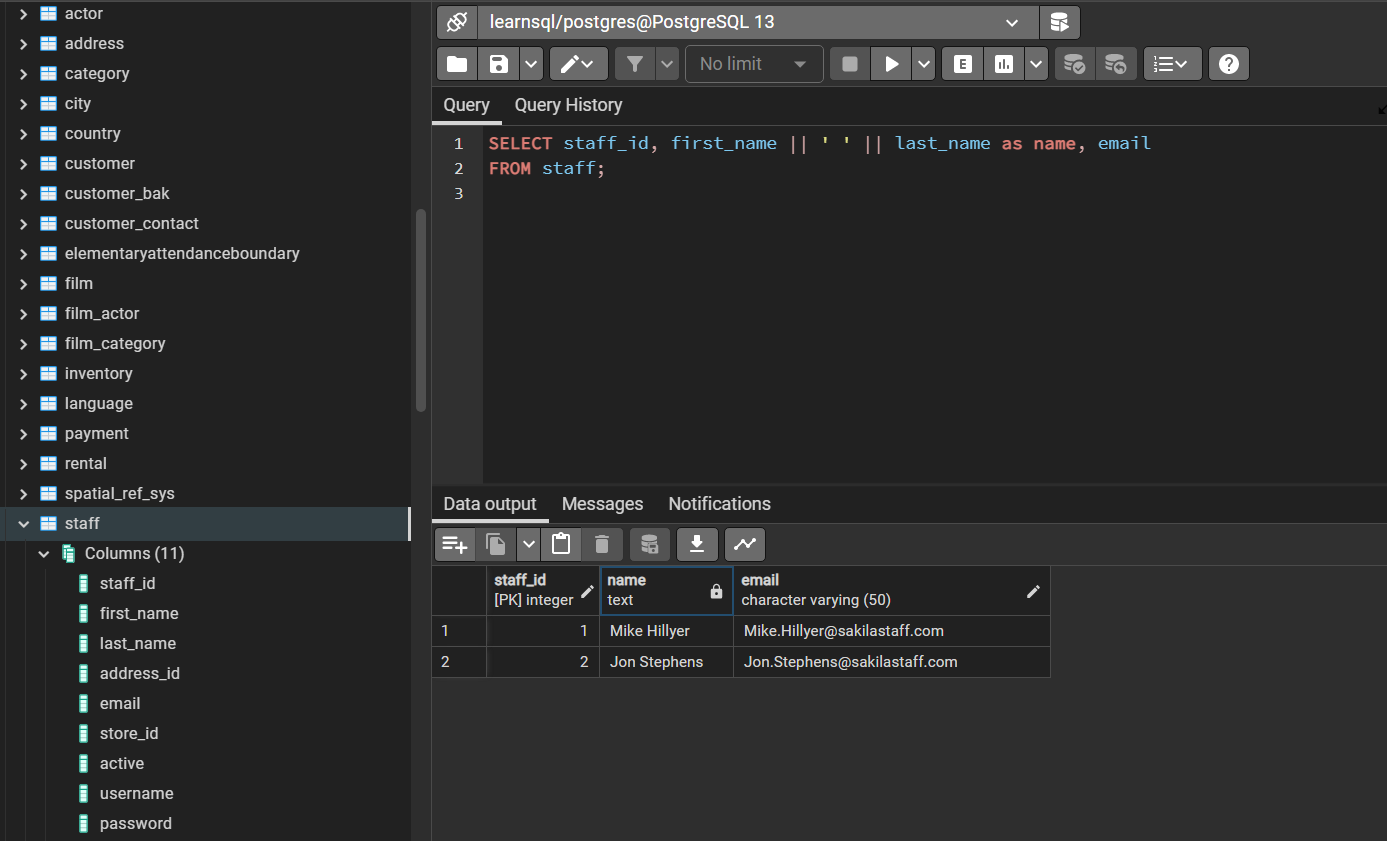 actor
address
category
city
country
customer
customer_bak
customer_contact
elementaryattendanceboundary
film
film_actor
film_category
inventory
language
payment
rental
spatial_ref_sys
staff
Columns (11)
staff_id
first_name
last_name
address_id
email
store_id
active
username
password
learnsql/postgres@PostgreSQL 13
No limit
E
?
Query Query History
1 SELECT staff_id, first_name || ' ' || last_name as name, email
2 FROM staff;
3
Data output Messages Notifications
staff_id name email
[PK] integer text character varying (50)
1 1 Mike Hillyer Mike.Hillyer@sakilastaff.com
2 2 Jon Stephens Jon.Stephens@sakilastaff.com